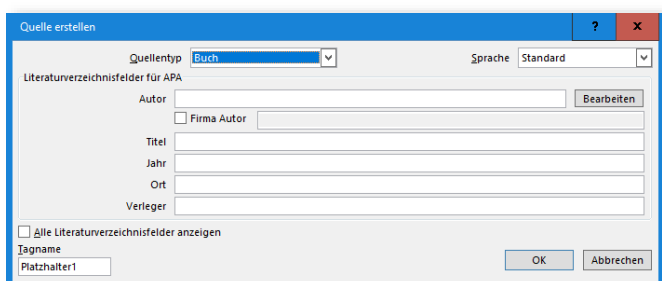 Quelle erstellen ? x
Quellentyp Buch Sprache Standard
Literaturverzeichnisfelder für APA
Autor Bearbeiten
Firma Autor
Titel
Jahr
Ort
Verleger
Alle Literaturverzeichnisfelder anzeigen
Tagname
Platzhalter1 OK Abbrechen